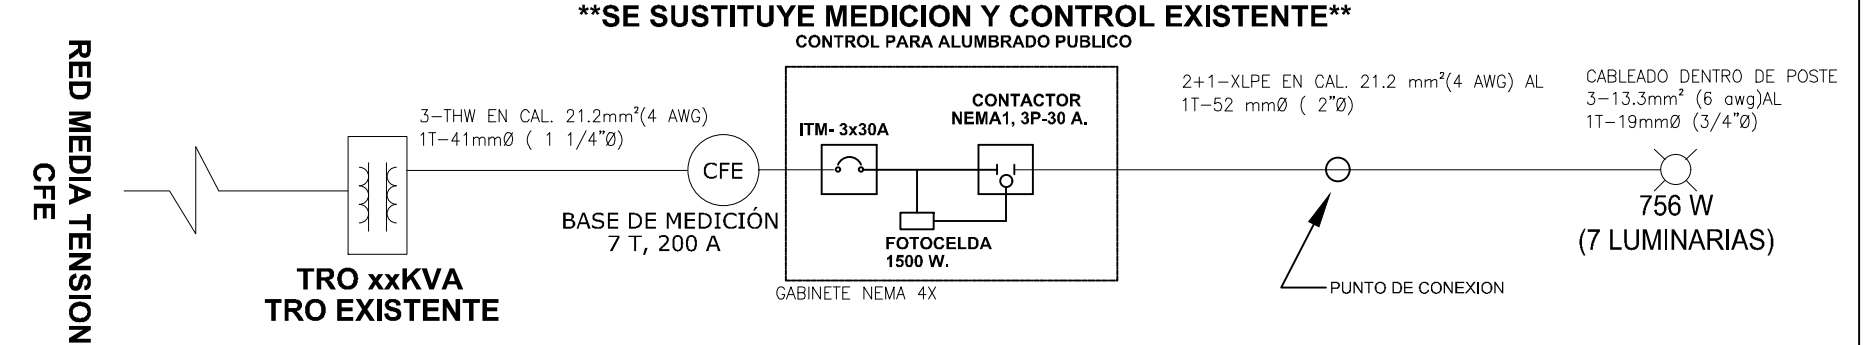 **SE SUSTITUYE MEDICION Y CONTROL EXISTENTE**
CONTROL PARA ALUMBRADO PUBLICO
RED MEDIA TENSION
CFE
3-THW EN CAL. 21.2mm²(4 AWG)
1T-41mmØ ( 1 1/4"Ø)
TRO xxKVA
TRO EXISTENTE
CFE
BASE DE MEDICIÓN
7 T, 200 A
ITM- 3x30A
CONTACTOR
NEMA1, 3P-30 A.
FOTOCELDA
1500 W.
GABINETE NEMA 4X
2+1-XLPE EN CAL. 21.2 mm²(4 AWG) AL
1T-52 mmØ ( 2"Ø)
PUNTO DE CONEXION
CABLEADO DENTRO DE POSTE
3-13.3mm² (6 awg)AL
1T-19mmØ (3/4"Ø)
756 W
(7 LUMINARIAS)